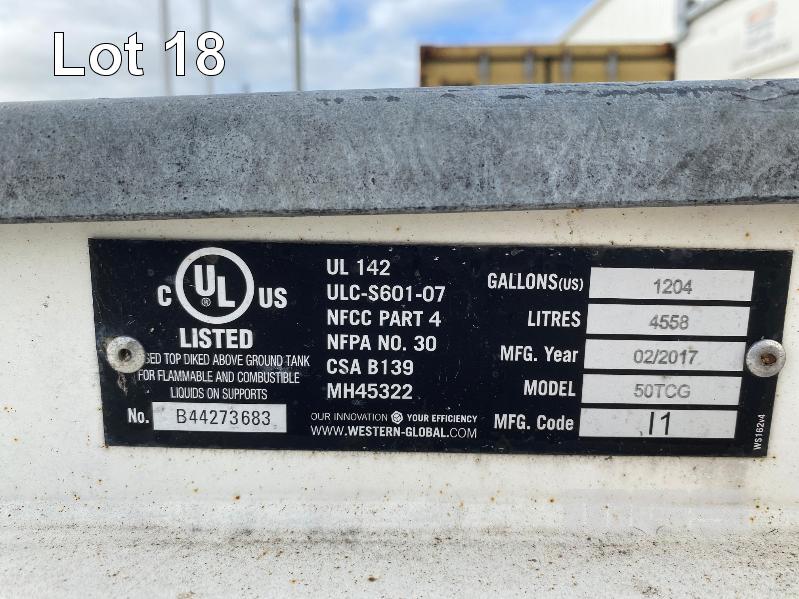 Lot 18
C UL ® US
LISTED
SED TOP DIKED ABOVE GROUND TANK
FOR FLAMMABLE AND COMBUSTIBLE
LIQUIDS ON SUPPORTS
No. B44273683
UL 142
ULC-S601-07
NFCC PART 4
NFPA NO. 30
CSA B139
MH45322
OUR INNOVATION YOUR EFFICIENCY
WWW.WESTERN-GLOBAL.COM
GALLONS(US) 1204
LITRES 4558
MFG. Year 02/2017
MODEL 50TCG
MFG. Code I1
WS162v4